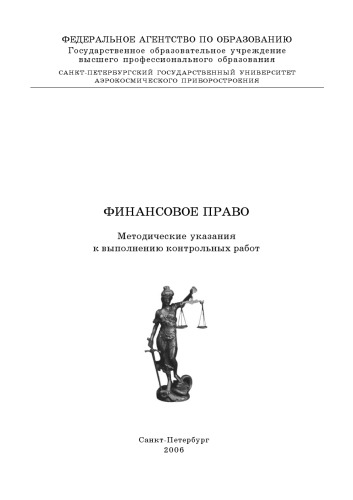 ФЕДЕРАЛЬНОЕ АГЕНТСТВО ПО ОБРАЗОВАНИЮ
Государственное образовательное учреждение
высшего профессионального образования
САНКТ-ПЕТЕРБУРГСКИЙ ГОСУДАРСТВЕННЫЙ УНИВЕРСИТЕТ
АЭРОКОСМИЧЕСКОГО ПРИБОРОСТРОЕНИЯ
ФИНАНСОВОЕ ПРАВО
Методические указания
к выполнению контрольных работ
Санкт-Петербург
2006